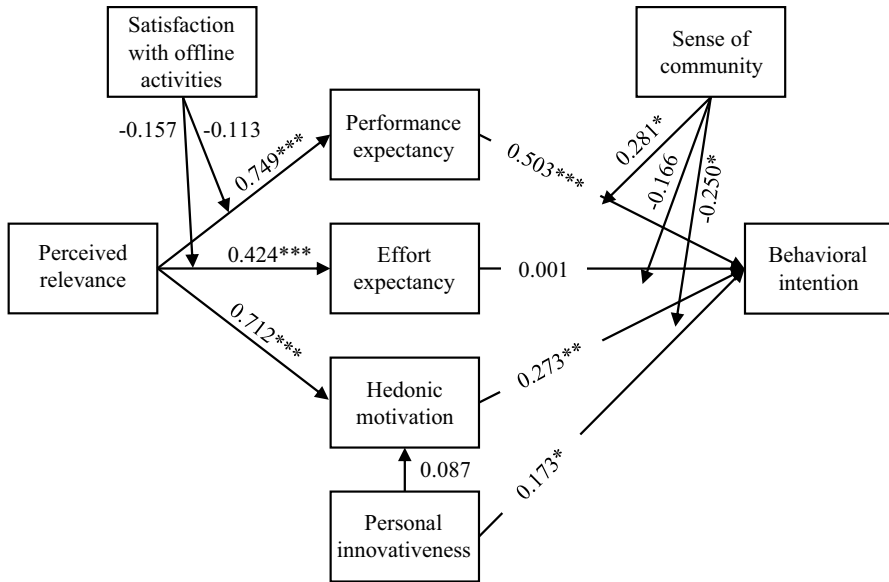 Satisfaction
with offline
activities
Sense of
community
-0.157
-0.113
0.749***
Performance
expectancy
0.503***
0.281*
-0.166
-0.250*
Perceived
relevance
0.424***
Effort
expectancy
0.001
Behavioral
intention
0.712***
Hedonic
motivation
0.273**
0.087
0.173*
Personal
innovativeness